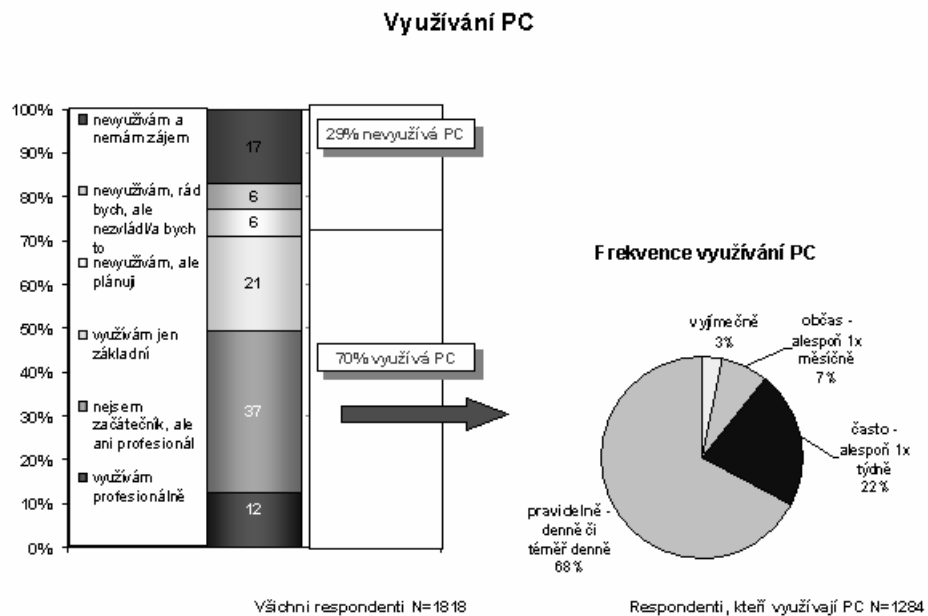 Využívání PC
100%
90%
80%
70%
60%
50%
40%
30%
20%
10%
0%
nevyužívám a
nemám zájem
nevyužívám, rád
bych, ale
nezvládl/a bych
to
nevyužívám, ale
plánuji
využívám jen
základní
nejsem
začátečník, ale
ani profesionál
využívám
profesionálně
17
6
6
21
37
12
29% nevyužívá PC
70% využívá PC
Všichni respondenti N=1818
Frekvence využívání PC
vyjímečně
3%
občas -
alespoň 1x
měsíčně
7%
často -
alespoň 1x
týdně
22%
pravidelně -
denně či
téměř denně
68%
Respondenti, kteří využívají PC N=1284